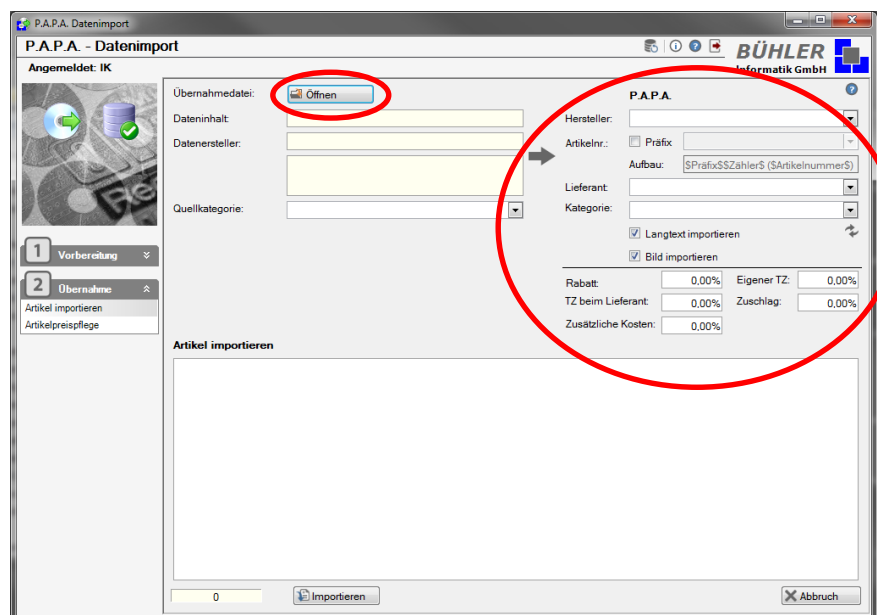 P.A.P.A. Datenimport
P.A.P.A. - Datenimport
BÜHLER
Informatik GmbH
Angemeldet: IK
Übernahmedatei:
Öffnen
Dateninhalt:
Datenersteller:
Quellkategorie:
P.A.P.A.
Hersteller:
Artikelnr.:
Präfix
Aufbau:
$Präfix$$Zähler$ ($Artikelnummer$)
Lieferant:
Kategorie:
Langtext importieren
Bild importieren
Rabatt:
0,00%
Eigener TZ:
0,00%
TZ beim Lieferant:
0,00%
Zuschlag:
0,00%
Zusätzliche Kosten:
0,00%
1 Vorbereitung
2 Übernahme
Artikel importieren
Artikelpreispflege
Artikel importieren
0
Importieren
Abbruch